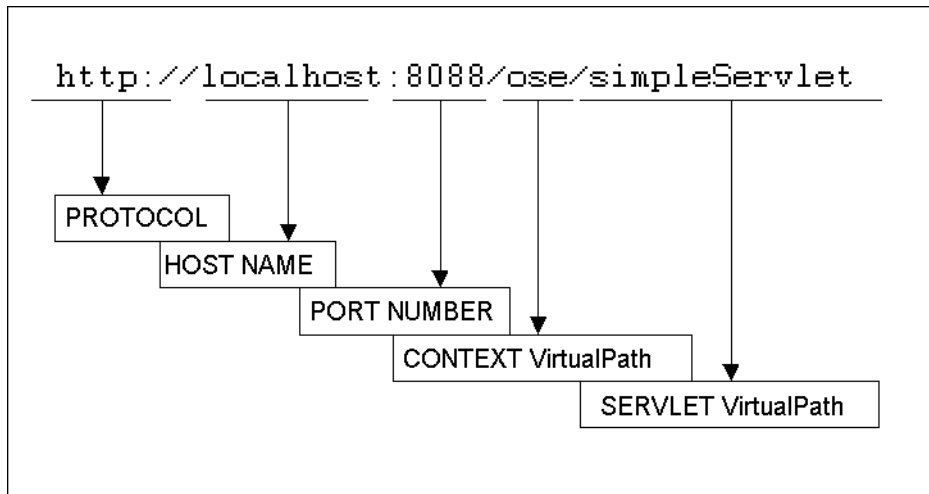 http://localhost:8088/ose/simpleServlet
PROTOCOL
HOST NAME
PORT NUMBER
CONTEXT VirtualPath
SERVLET VirtualPath